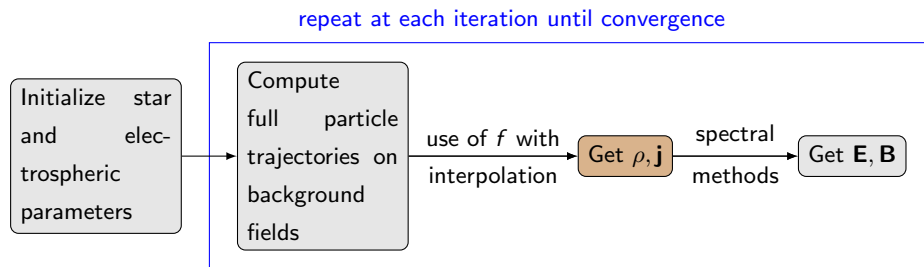 repeat at each iteration until convergence
Initialize star
and elec-
trospheric
parameters
Compute
full particle
trajectories on
background
fields
use of f with
interpolation
Get ρ, j
spectral
methods
Get E, B